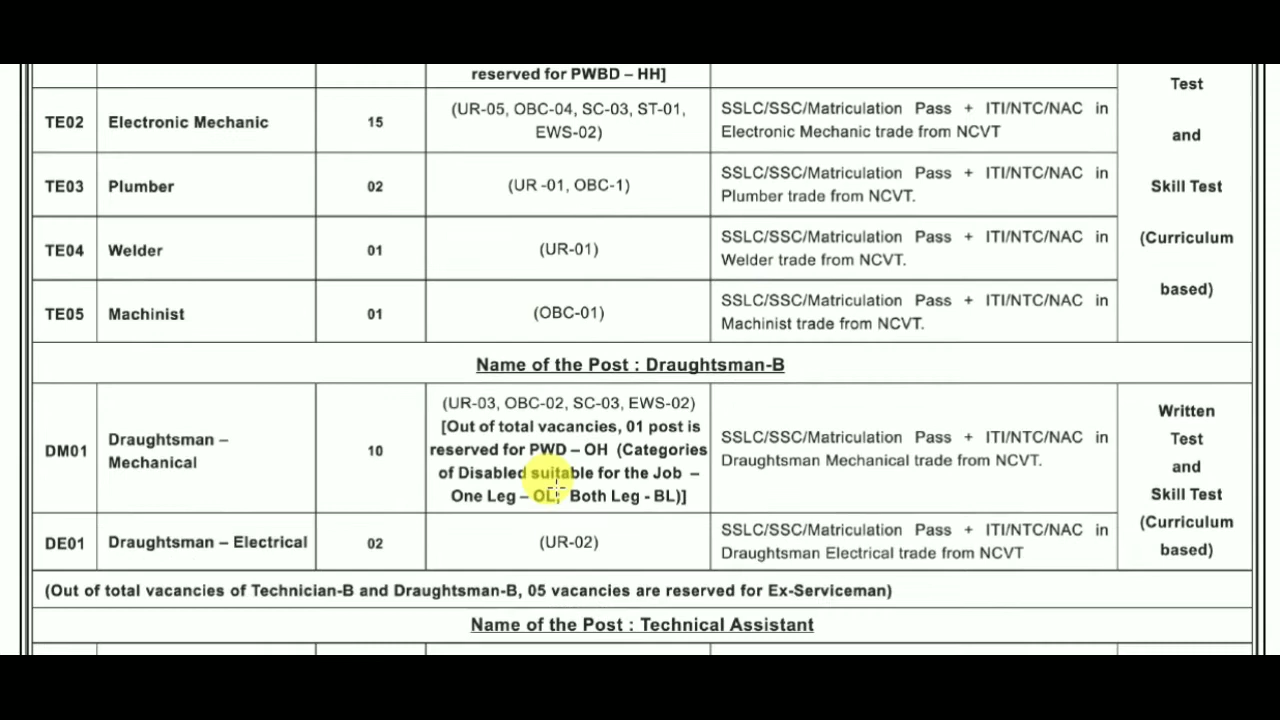 reserved for PWBD – HH]
TE02 Electronic Mechanic 15 (UR-05, OBC-04, SC-03, ST-01, EWS-02) SSLC/SSC/Matriculation Pass + ITI/NTC/NAC in
Electronic Mechanic trade from NCVT
TE03 Plumber 02 (UR -01, OBC-1) SSLC/SSC/Matriculation Pass + ITI/NTC/NAC in
Plumber trade from NCVT.
TE04 Welder 01 (UR-01) SSLC/SSC/Matriculation Pass + ITI/NTC/NAC in
Welder trade from NCVT.
TE05 Machinist 01 (OBC-01) SSLC/SSC/Matriculation Pass + ITI/NTC/NAC in
Machinist trade from NCVT.
Test
and
Skill Test
(Curriculum
based)
Name of the Post : Draughtsman-B
DM01
Draughtsman –
Mechanical
10
(UR-03, OBC-02, SC-03, EWS-02)
[Out of total vacancies, 01 post is
reserved for PWD – OH (Categories
of Disabled suitable for the Job –
One Leg – OL, Both Leg - BL)]
SSLC/SSC/Matriculation Pass + ITI/NTC/NAC in
Draughtsman Mechanical trade from NCVT.
DE01 Draughtsman – Electrical 02 (UR-02) SSLC/SSC/Matriculation Pass + ITI/NTC/NAC in
Draughtsman Electrical trade from NCVT
Written
Test
and
Skill Test
(Curriculum
based)
(Out of total vacancies of Technician-B and Draughtsman-B, 05 vacancies are reserved for Ex-Serviceman)
Name of the Post : Technical Assistant